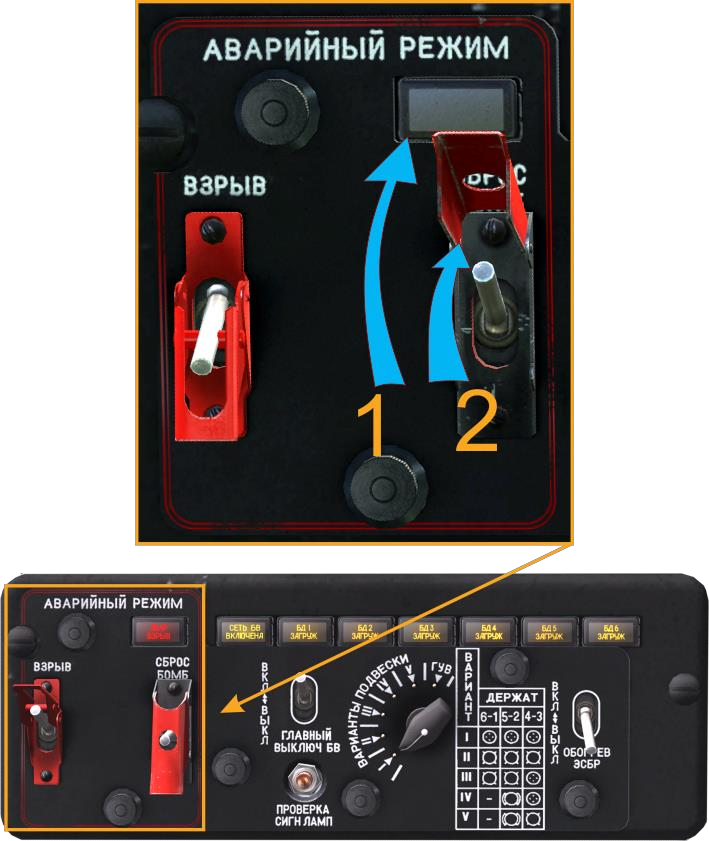 АВАРИЙНЫЙ РЕЖИМ
ВЗРЫВ
1
2
АВАРИЙНЫЙ РЕЖИМ
ВЗРЫВ
ВЗРЫВ
СБРОС
БОМБ
СЕТЬ БВ
ВКЛЮЧЕНА
БД 1
ЗАГРУЖ
БД 2
ЗАГРУЖ
БД 3
ЗАГРУЖ
БД 4
ЗАГРУЖ
БД 5
ЗАГРУЖ
БД 6
ЗАГРУЖ
ВКЛ ВЫКЛ
ГЛАВНЫЙ
ВЫКЛЮЧ БВ
ПРОВЕРКА
СИГН ЛАМП
ВАРИАНТЫ ПОДВЕСКИ
I II III IV V ГУВ
ВАРИАНТ
ДЕРЖАТ
6-1 5-2 4-3
I
II
III
IV -
V -
ВКЛ ВЫКЛ
ОБОГРЕВ
ЭСБР